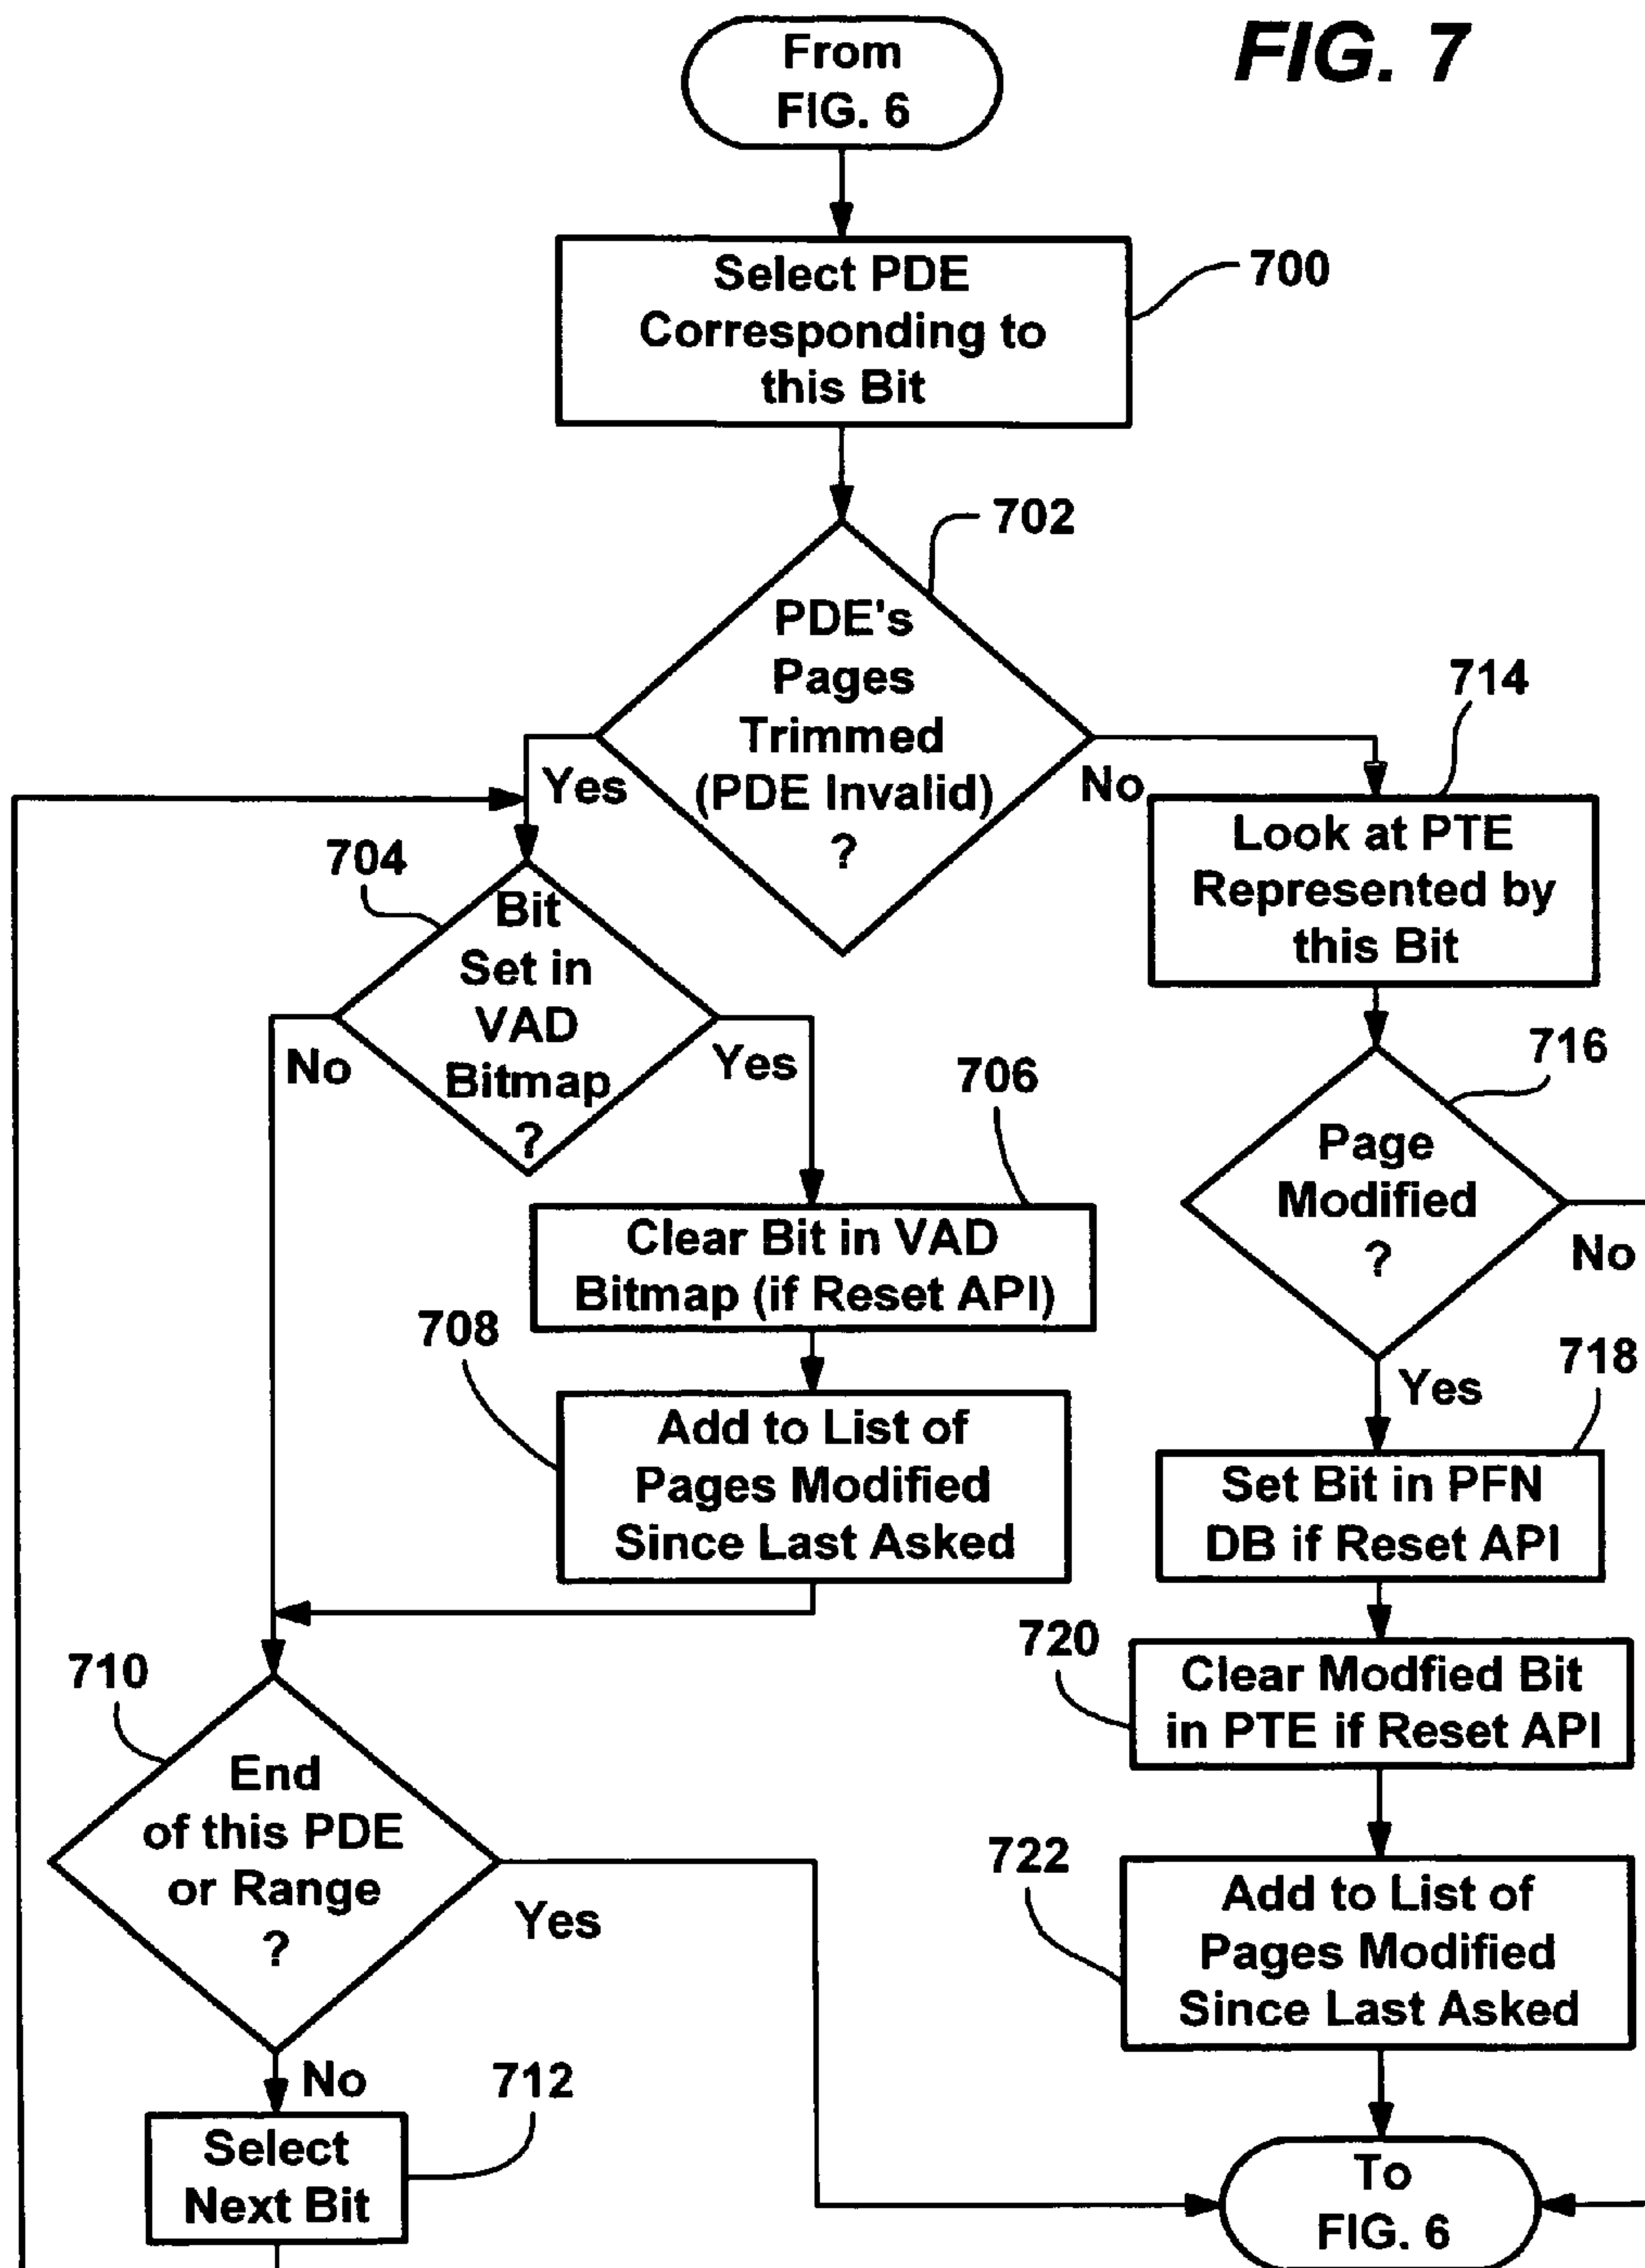 FIG. 7
From
FIG. 6
Select PDE
Corresponding to
this Bit
700
702
PDE's
Pages
Trimmed
(PDE Invalid)
?
Yes
No
704
Bit
Set in
VAD
Bitmap
?
No
Yes
706
Clear Bit in VAD
Bitmap (if Reset API)
708
Add to List of
Pages Modified
Since Last Asked
710
End
of this PDE
or Range
?
Yes
No
712
Select
Next Bit
714
Look at PTE
Represented by
this Bit
716
Page
Modified
?
No
Yes
718
Set Bit in PFN
DB if Reset API
720
Clear Modfied Bit
in PTE if Reset API
722
Add to List of
Pages Modified
Since Last Asked
To
FIG. 6